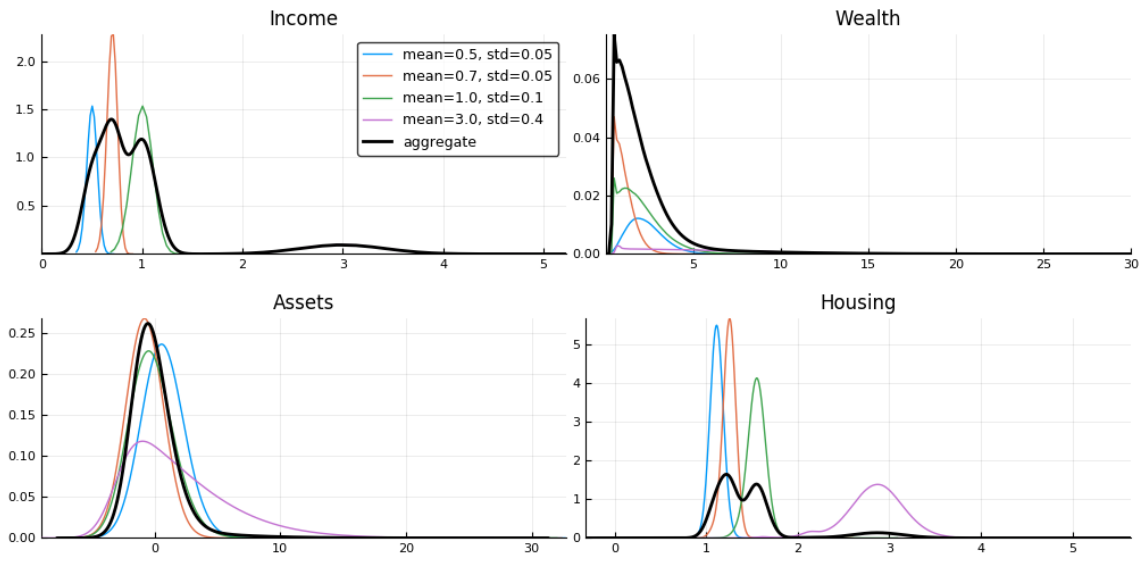 Income
2.0
1.5
1.0
0.5
0 1 2 3 4 5
mean=0.5, std=0.05
mean=0.7, std=0.05
mean=1.0, std=0.1
mean=3.0, std=0.4
aggregate
Wealth
0.06
0.04
0.02
0.00
5 10 15 20 25 30
Assets
0.25
0.20
0.15
0.10
0.05
0.00
0 10 20 30
Housing
5
4
3
2
1
0
0 1 2 3 4 5